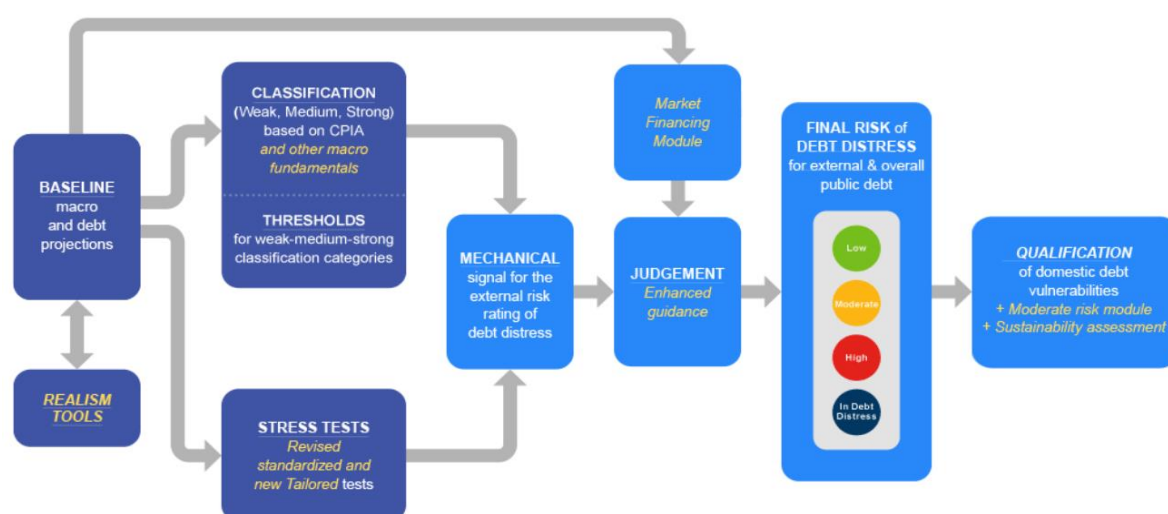 BASELINE
macro
and debt
projections
REALISM
TOOLS
CLASSIFICATION
(Weak, Medium, Strong)
based on CPIA
and other macro
fundamentals
THRESHOLDS
for weak-medium-strong
classification categories
STRESS TESTS
Revised
standardized and
new Tailored tests
MECHANICAL
signal for the
external risk
rating of
debt distress
Market
Financing
Module
JUDGEMENT
Enhanced
guidance
FINAL RISK of
DEBT DISTRESS
for external & overall
public debt
Low
Moderate
High
In Debt
Distress
QUALIFICATION
of domestic debt
vulnerabilities
+ Moderate risk module
+ Sustainability assessment